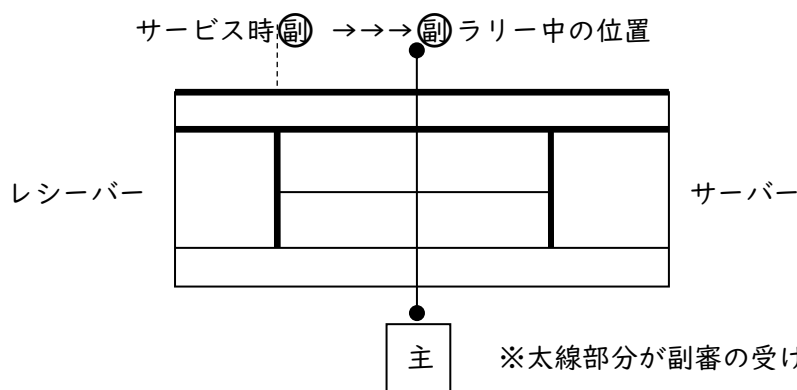 サービス時副 →→→副ラリー中の位置
レシーバー
サーバー
主
※太線部分が副審の受け